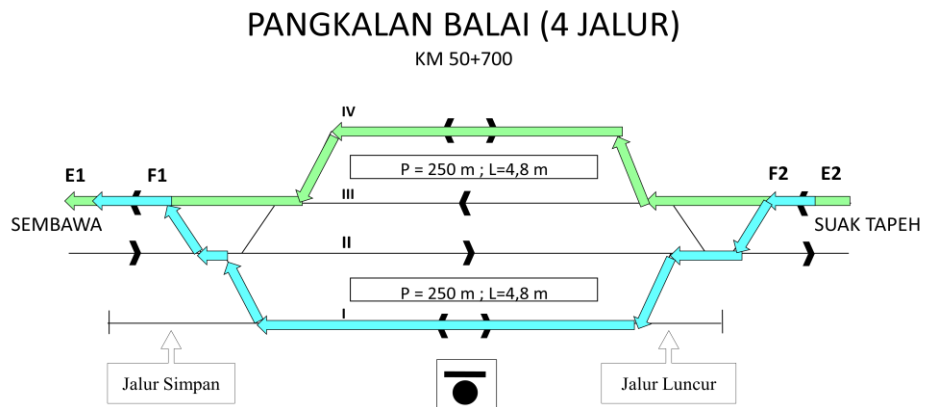 PANGKALAN BALAI (4 JALUR)
KM 50+700
IV
P = 250 m ; L=4,8 m
E1
F1
F2
E2
III
SEMBAWA
SUAK TAPEH
II
P = 250 m ; L=4,8 m
I
Jalur Simpan
Jalur Luncur